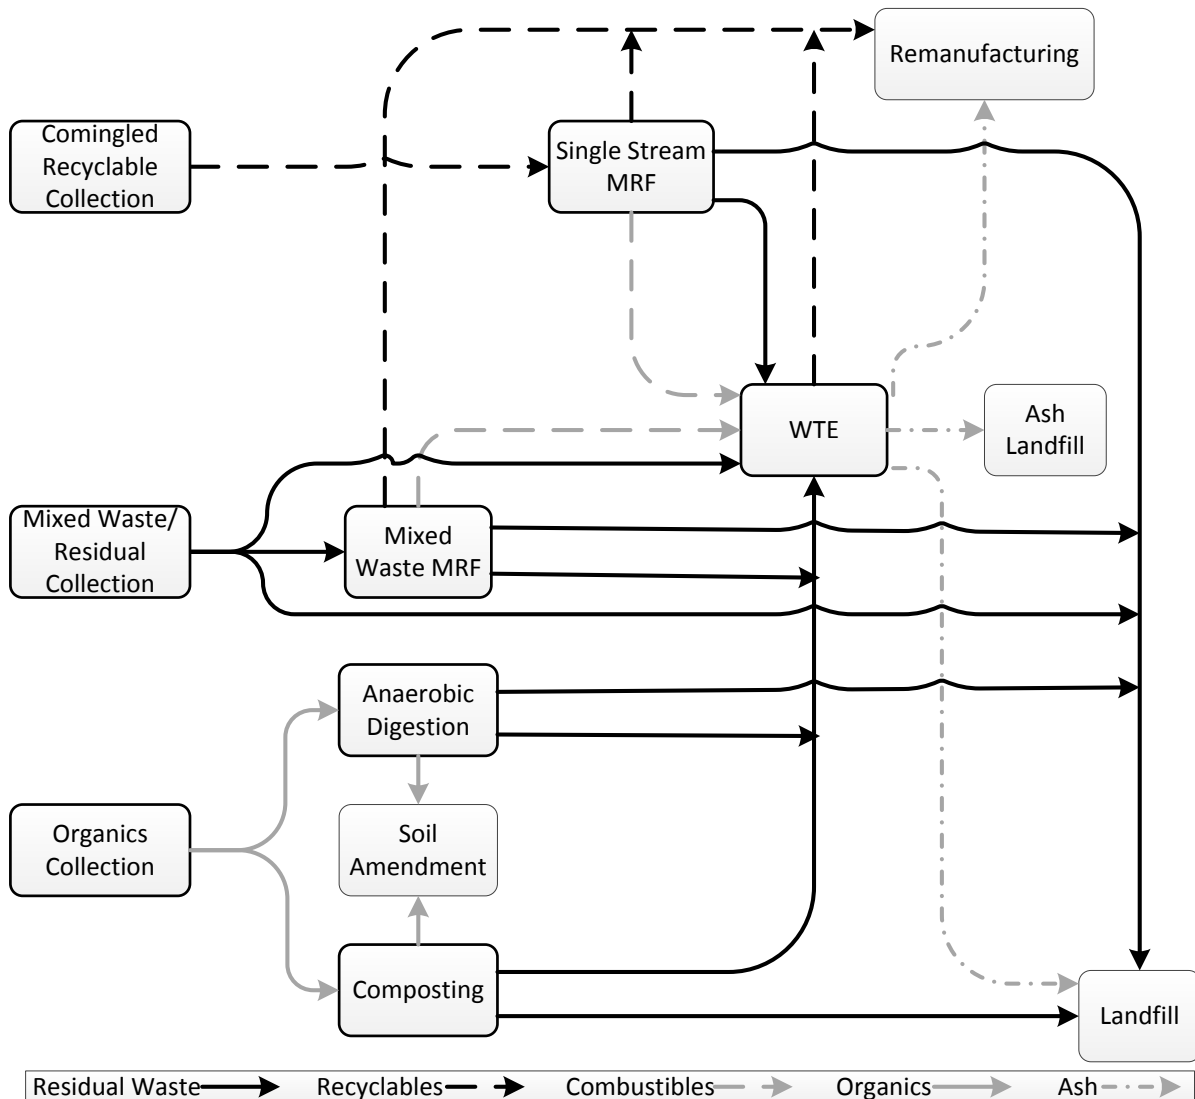 Remanufacturing
Comingled
Recyclable
Collection
Single Stream
MRF
WTE
Ash
Landfill
Mixed Waste/
Residual
Collection
Mixed
Waste MRF
Anaerobic
Digestion
Organics
Collection
Soil
Amendment
Composting
Landfill
Residual Waste Recyclables Combustibles Organics Ash